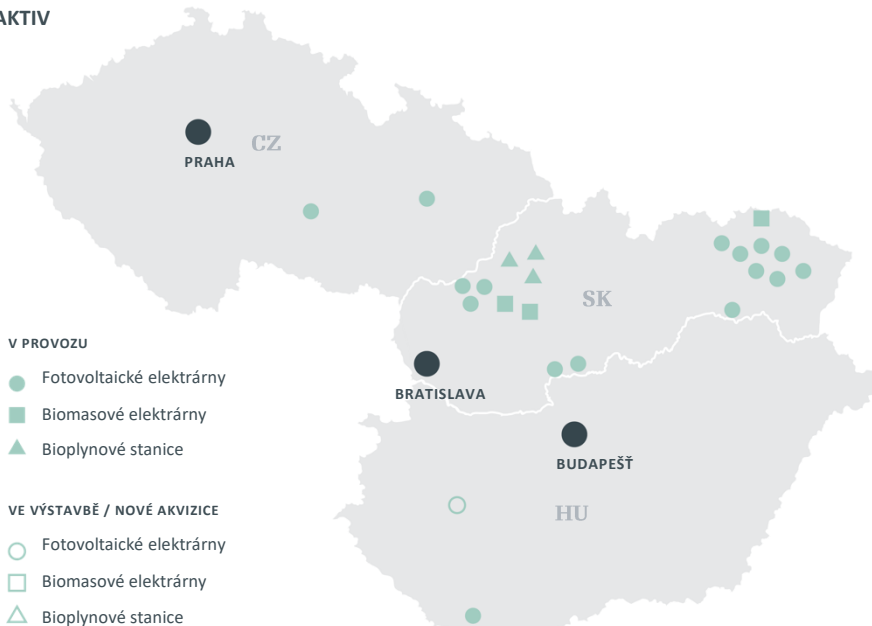 AKTIV
CZ
PRAHA
SK
V PROVOZU
Fotovoltaické elektrárny
BRATISLAVA
Biomasové elektrárny
Bioplynové stanice
BUDAPEŠŤ
VE VÝSTAVBĚ / NOVÉ AKVIZICE
HU
Fotovoltaické elektrárny
Biomasové elektrárny
Bioplynové stanice